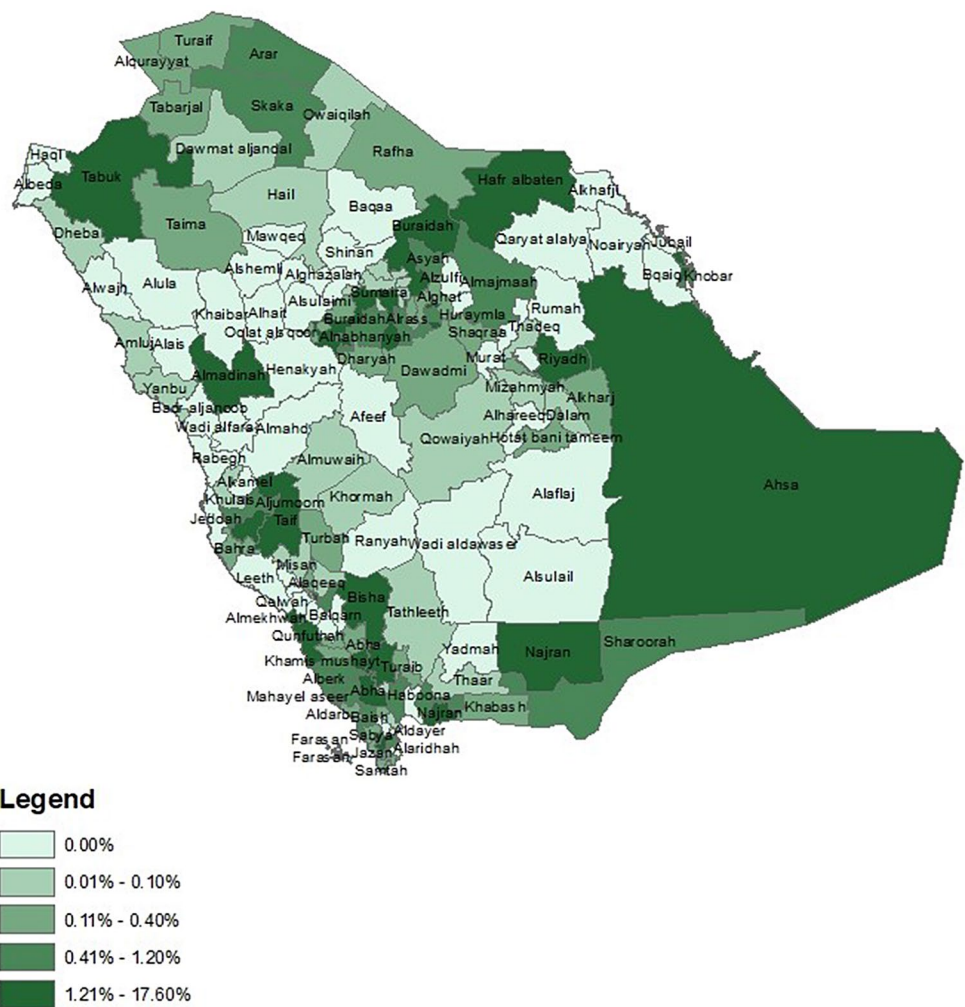 Turaif
Arar
Alqurayyat
Tabarjal
Skaka
Owaiqilah
Haql
Dawmat aljandal
Rafha
Albeda
Tabuk
Hafr albaten
Alkhafji
Hail
Baqaa
Dheba
Taima
Buraidah
Mawqeq
Qaryat alalya
Noairyah
Jubail
Shinan
Asyah
Alshemli
Alghazalah
Alzulfi
Almajmaah
Bqaiq
Khobar
Alwajh
Alula
Alsulaimi
Sumaira
Alghat
Rumah
Khaibar
Alhait
Buraidah
Alrass
Huraymla
Thadeq
Amluj
Alais
Oqlat alsqoor
Alnabhanyah
Shaqraa
Henakyah
Dharyah
Dawadmi
Murat
Riyadh
Almadinah
Yanbu
Mizahmyah
Alkharj
Badr aljanoob
Afeef
Alhareeq
Dalam
Wadi alfara
Almahd
Qowaiyah
Hotat bani tameem
Rabegh
Almuwaih
Alkamel
Khulais
Aljumoom
Khormah
Alaflaj
Ahsa
Jeddah
Taif
Bahra
Turbah
Ranyah
Wadi aldawaser
Misan
Leeth
Alaqeeq
Alsulail
Qalwah
Bisha
Almekhwah
Balqarn
Tathleeth
Qunfuthah
Abha
Yadmah
Najran
Sharoorah
Khamis mushayt
Turaib
Alberk
Thaar
Mahayel aseer
Abha
Haboona
Khabash
Aldarb
Baish
Najran
Sabya
Aldayer
Farasan
Alaridhah
Farasan
Jazan
Samtah
Legend
0.00%
0.01% - 0.10%
0.11% - 0.40%
0.41% - 1.20%
1.21% - 17.60%